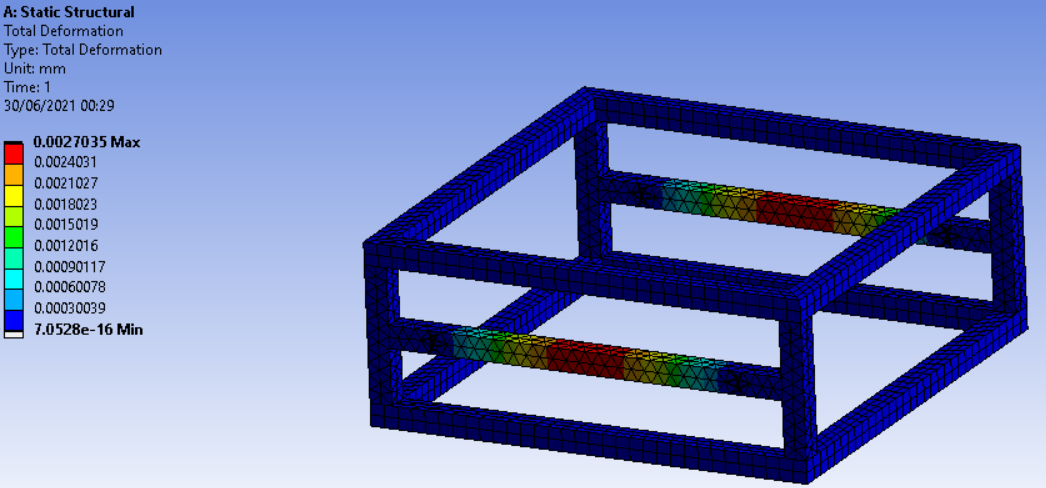 A: Static Structural
Total Deformation
Type: Total Deformation
Unit: mm
Time: 1
30/06/2021 00:29
0.0027035 Max
0.0024031
0.0021027
0.0018023
0.0015019
0.0012016
0.00090117
0.00060078
0.00030039
7.0528e-16 Min